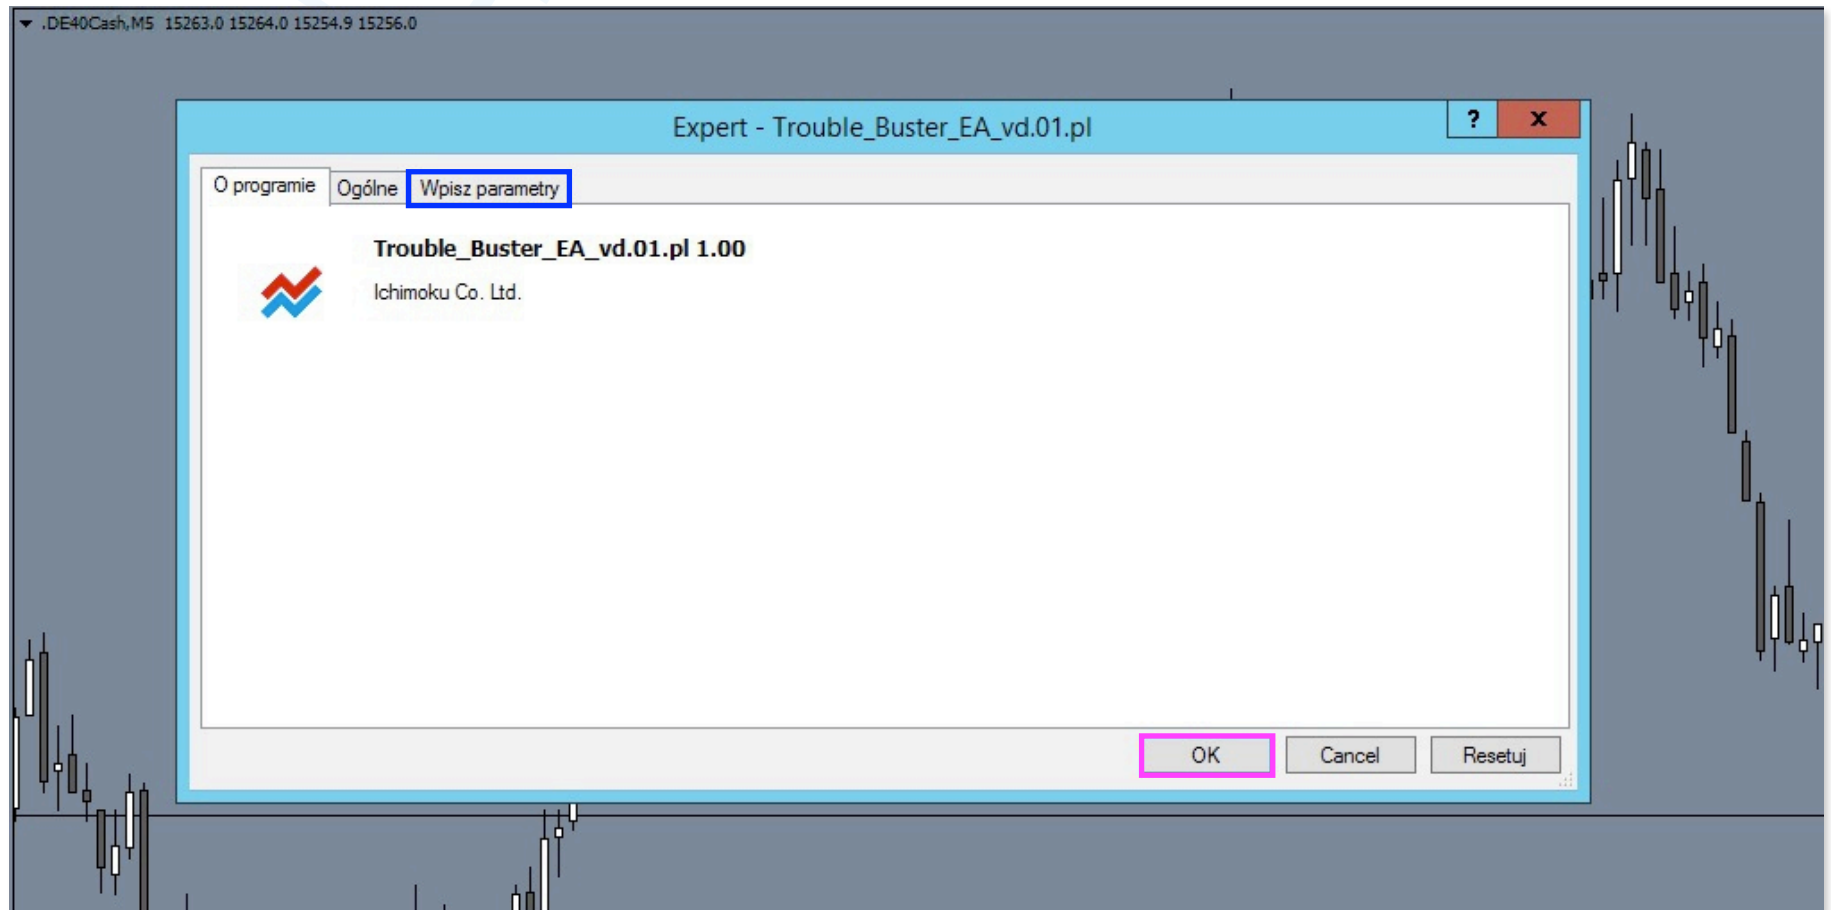 .DE40Cash,M5 15263.0 15264.0 15254.9 15256.0
Expert - Trouble_Buster_EA_vd.01.pl
? x
O programie Ogólne Wpisz parametry
Trouble_Buster_EA_vd.01.pl 1.00
Ichimoku Co. Ltd.
OK Cancel Resetuj